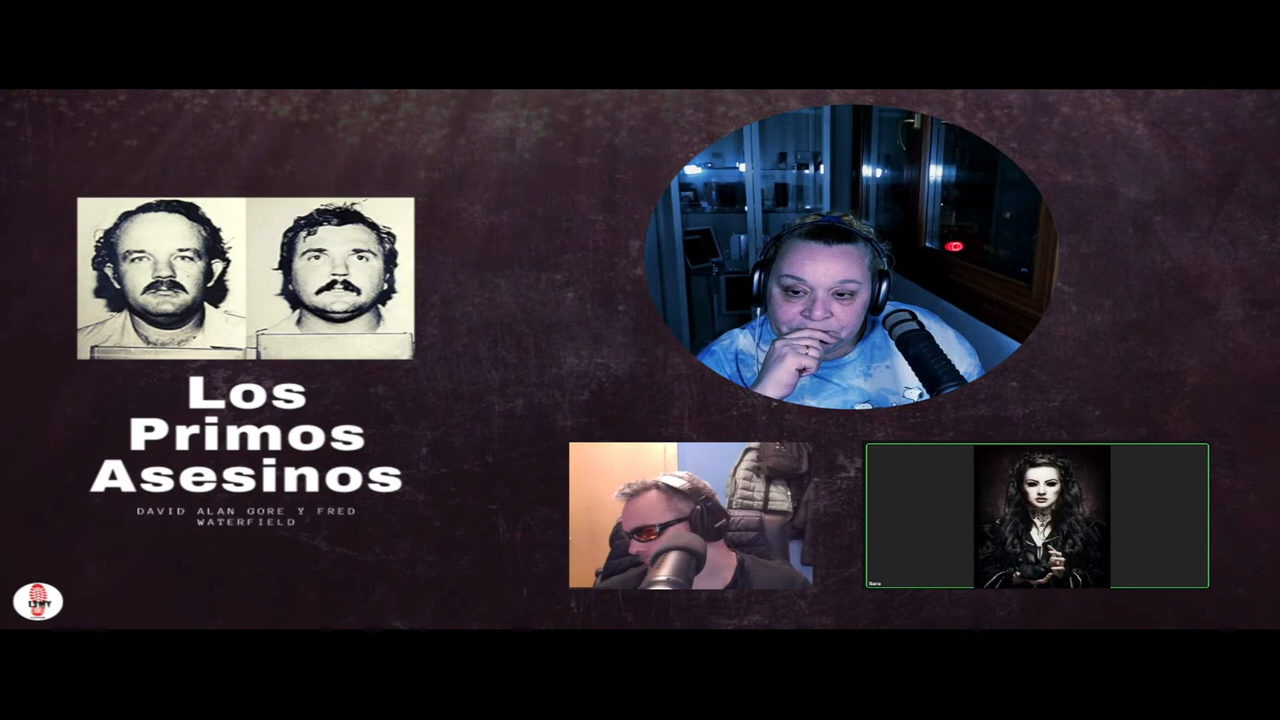 Los
Primos
Asesinos
DAVID ALAN GORE Y FRED
WATERFIELD
Sara